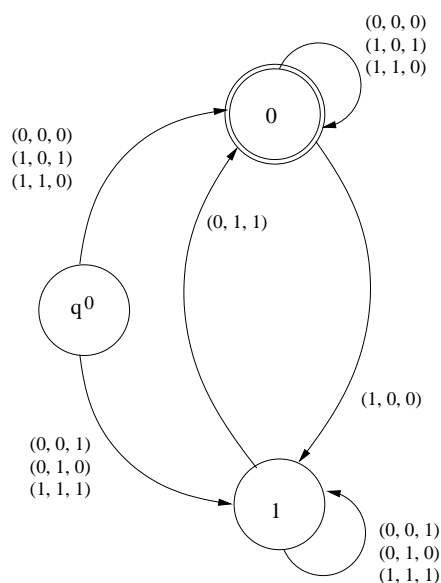 (0, 0, 0)
(1, 0, 1)
(1, 1, 0)
0
(0, 0, 0)
(1, 0, 1)
(1, 1, 0)
(0, 1, 1)
q0
(1, 0, 0)
(0, 0, 1)
(0, 1, 0)
(1, 1, 1)
1
(0, 0, 1)
(0, 1, 0)
(1, 1, 1)